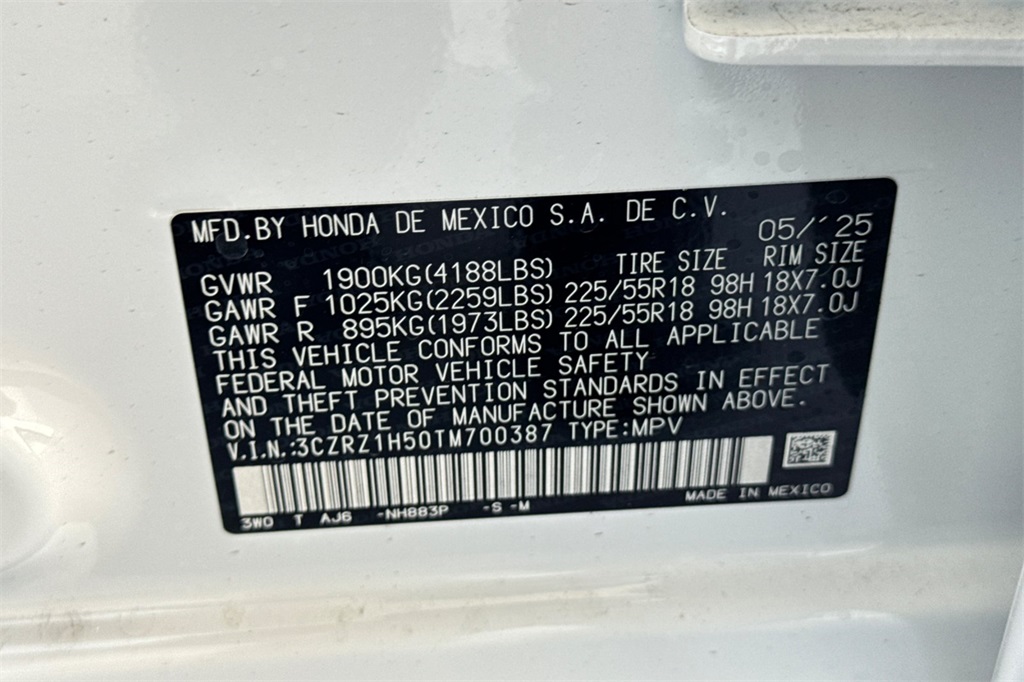 MFD.BY HONDA DE MEXICO S.A. DE C.V. 05/'25
GVWR 1900KG(4188LBS) TIRE SIZE RIM SIZE
GAWR F 1025KG(2259LBS) 225/55R18 98H 18X7.0J
GAWR R 895KG(1973LBS) 225/55R18 98H 18X7.0J
THIS VEHICLE CONFORMS TO ALL APPLICABLE
FEDERAL MOTOR VEHICLE SAFETY
AND THEFT PREVENTION STANDARDS IN EFFECT
ON THE DATE OF MANUFACTURE SHOWN ABOVE.
V.I.N.:3CZRZ1H50TM700387 TYPE:MPV
MADE IN MEXICO
3W0 T AJ6 -NH883P -S -M